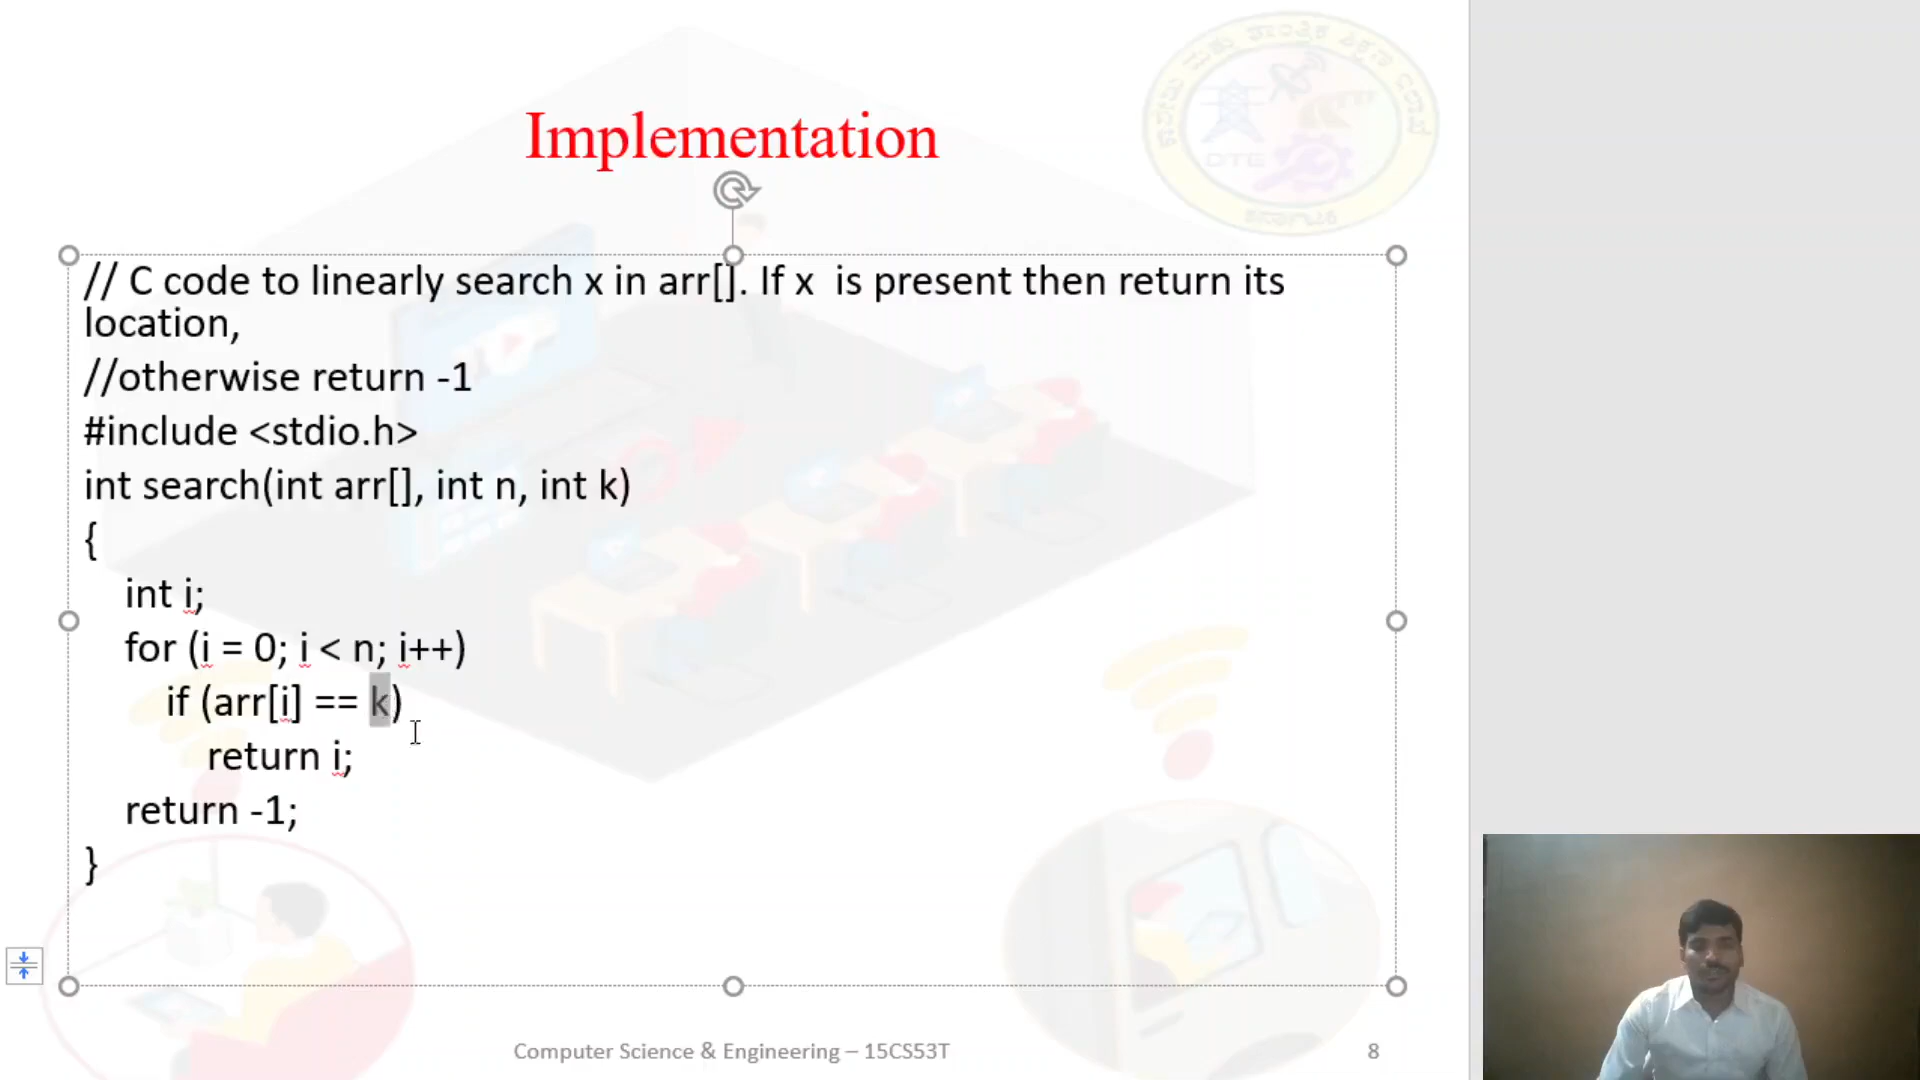 Implementation
// C code to linearly search x in arr[]. If x  is present then return its
location,
//otherwise return -1
#include <stdio.h>
int search(int arr[], int n, int k)
{
int i;
for (i = 0; i < n; i++)
if (arr[i] == k)
return i;
return -1;
}
DTE
Computer Science & Engineering – 15CS53T
8